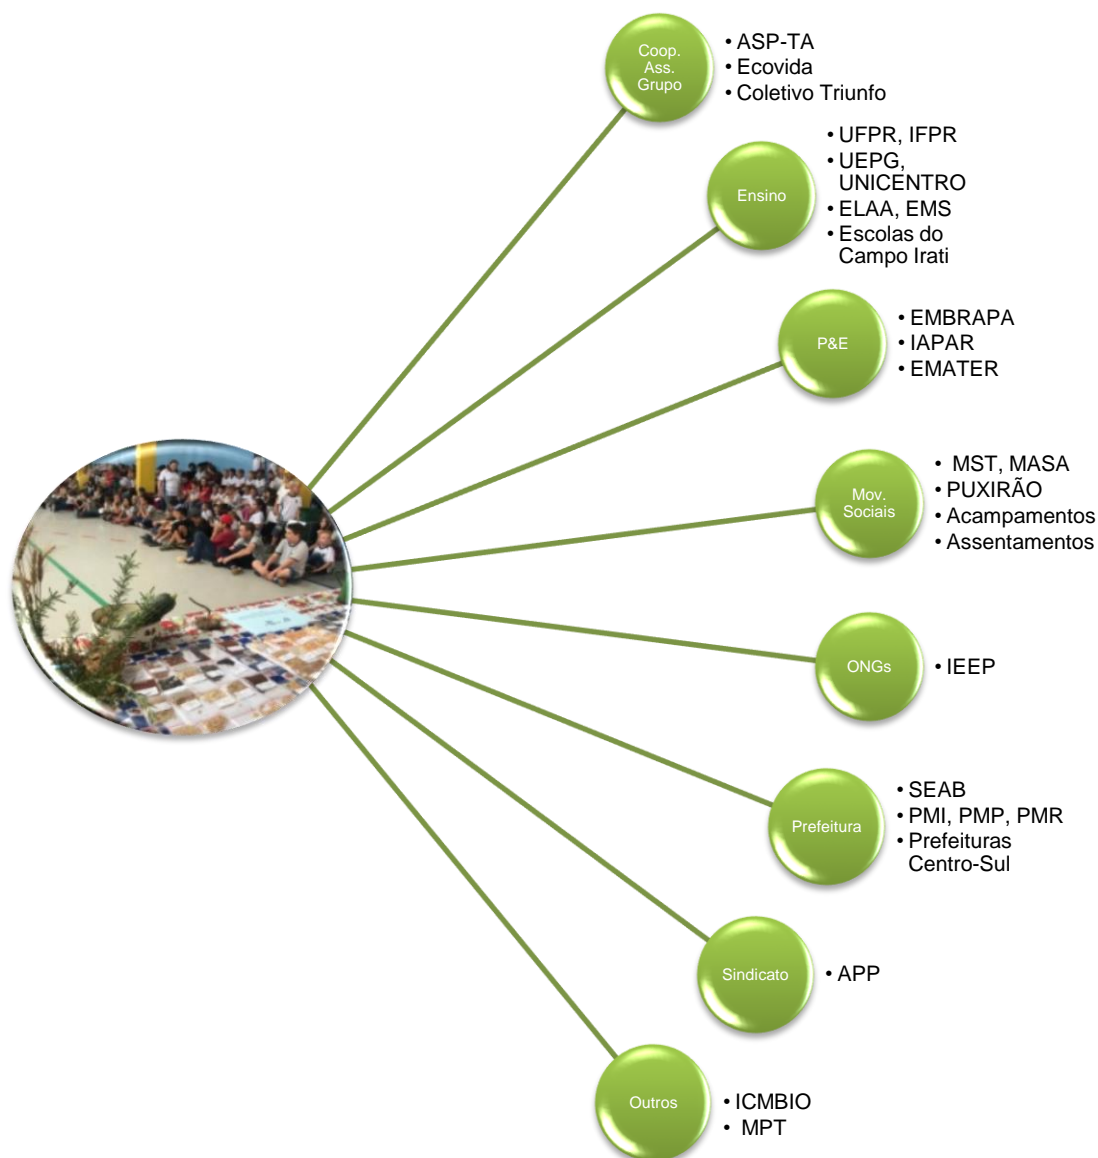 Coop.
Ass.
Grupo
• ASP-TA
• Ecovida
• Coletivo Triunfo
Ensino
• UFPR, IFPR
• UEPG,
UNICENTRO
• ELAA, EMS
• Escolas do
Campo Irati
P&E
• EMBRAPA
• IAPAR
• EMATER
Mov.
Sociais
• MST, MASA
• PUXIRÃO
• Acampamentos
• Assentamentos
ONGs
• IEEP
Prefeitura
• SEAB
• PMI, PMP, PMR
• Prefeituras
Centro-Sul
Sindicato
• APP
Outros
• ICMBIO
• MPT